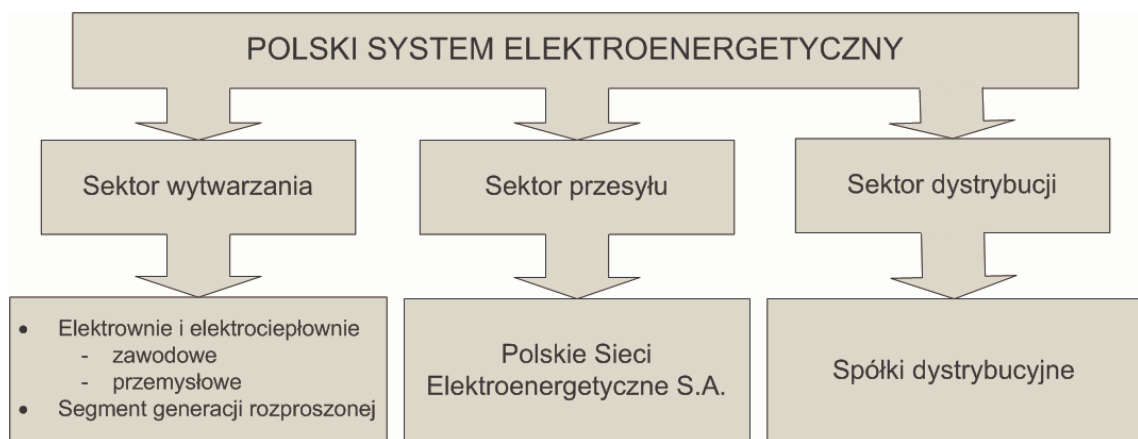 POLSKI SYSTEM ELEKTROENERGETYCZNY
Sektor wytwarzania
Sektor przesyłu
Sektor dystrybucji
• Elektrownie i elektrociepłownie
- zawodowe
- przemysłowe
• Segment generacji rozproszonej
Polskie Sieci
Elektroenergetyczne S.A.
Spółki dystrybucyjne